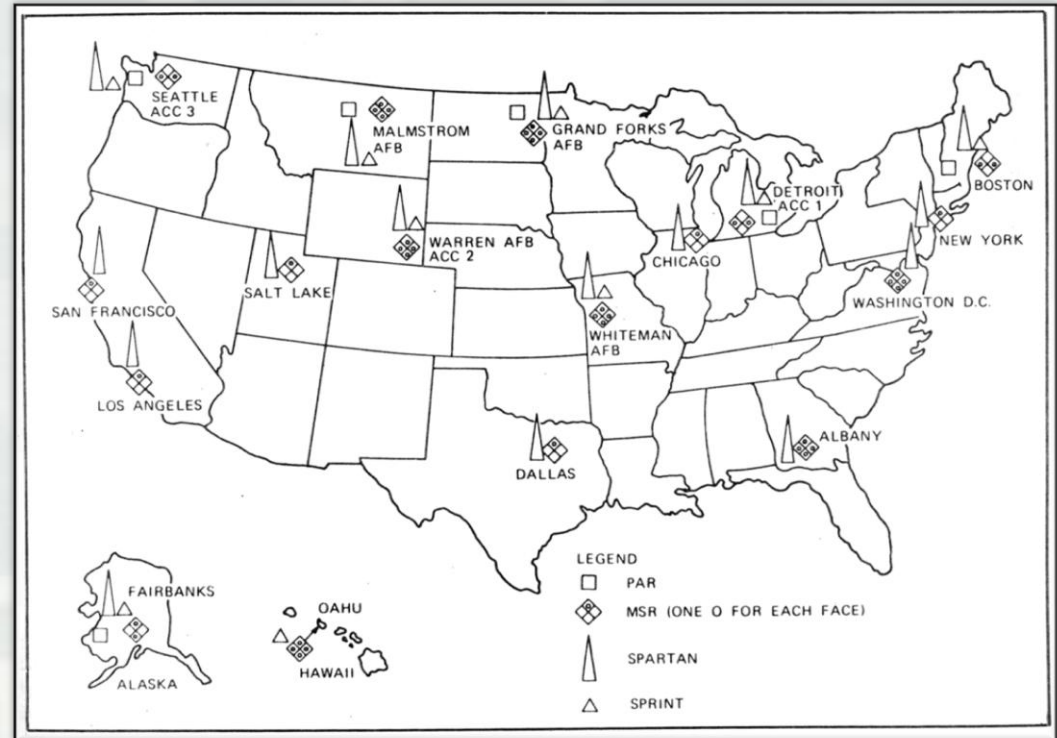 SEATTLE
ACC 3
MALMSTROM
AFB
GRAND FORKS
AFB
BOSTON
DETROIT
ACC 1
NEW YORK
WARREN AFB
ACC 2
CHICAGO
SALT LAKE
WASHINGTON D.C.
SAN FRANCISCO
WHITEMAN
AFB
LOS ANGELES
ALBANY
DALLAS
LEGEND
PAR
MSR (ONE O FOR EACH FACE)
SPARTAN
SPRINT
FAIRBANKS
ALASKA
OAHU
HAWAII